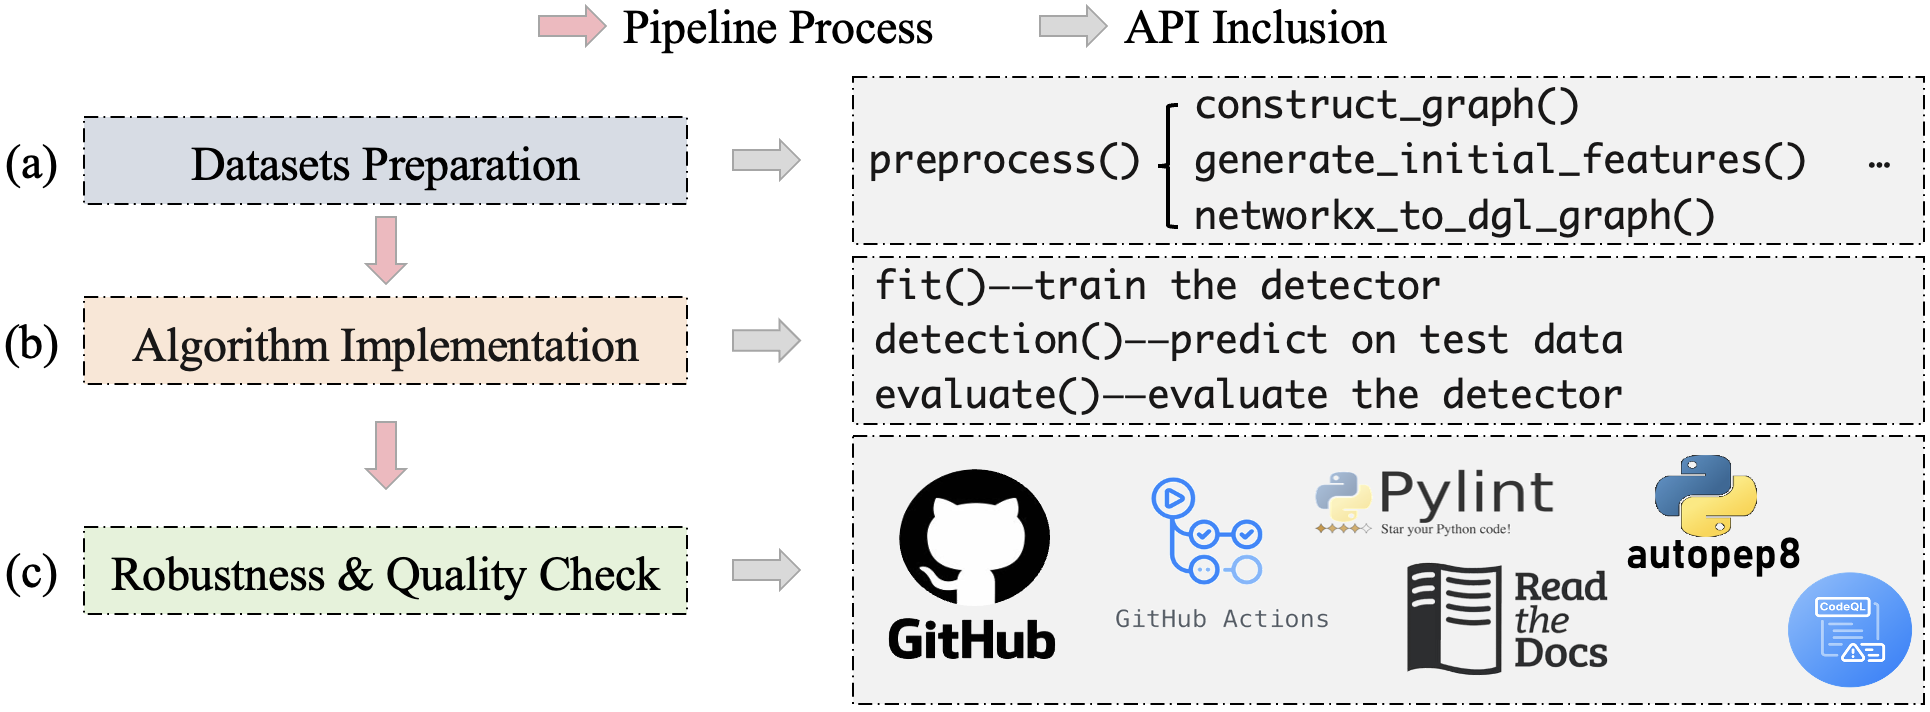 Pipeline Process
API Inclusion
(a)
Datasets Preparation
preprocess()
construct_graph()
generate_initial_features()
networkx_to_dgl_graph()
...
(b)
Algorithm Implementation
fit()——train the detector
detection()——predict on test data
evaluate()——evaluate the detector
(c)
Robustness & Quality Check
GitHub
GitHub Actions
Pylint
Star your Python code!
Read
the
Docs
autopep8
CodeQL